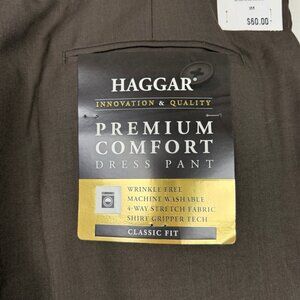 $60.00
HAGGAR®
INNOVATION & QUALITY
PREMIUM
COMFORT
DRESS PANT
WRINKLE FREE
MACHINE WASHABLE
4-WAY STRETCH FABRIC
SHIRT GRIPPER TECH
CLASSIC FIT